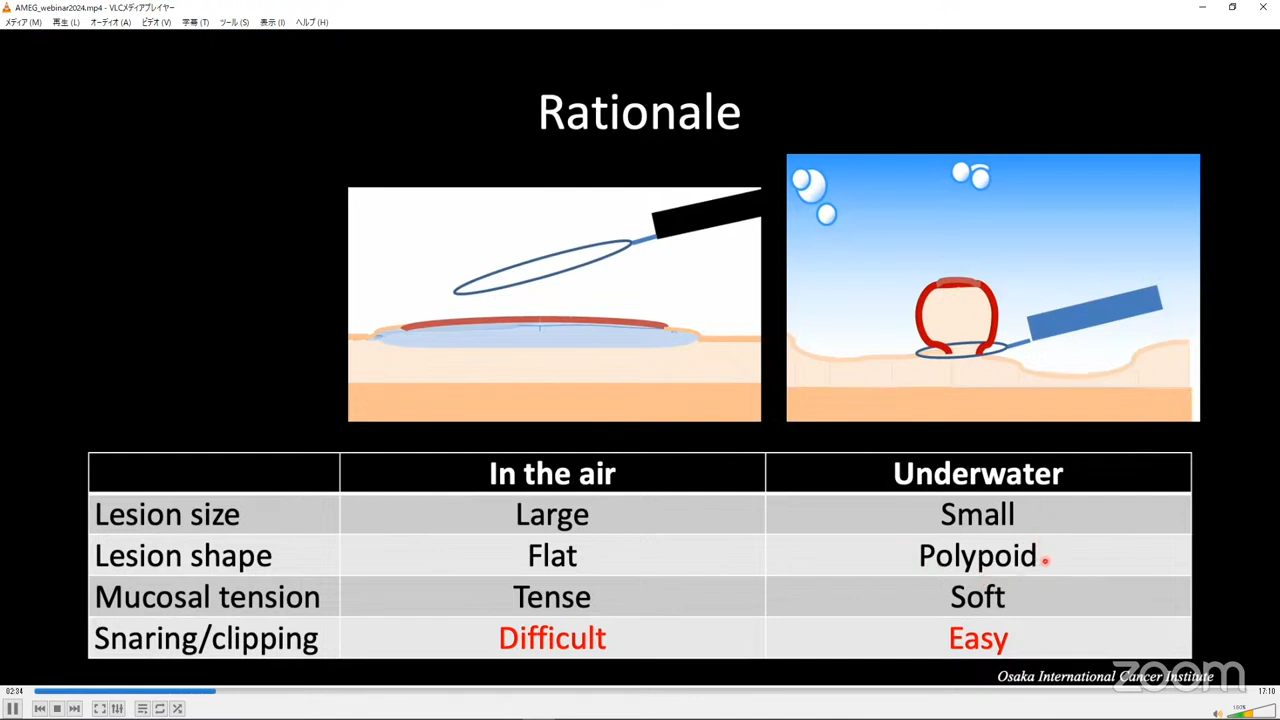 AMEG_webinar2024.mp4 - VLCメディアプレイヤー
メディア(M) 再生(L) オーディオ(A) ビデオ(V) 字幕(T) ツール(S) 表示(I) ヘルプ(H)
Rationale
In the air Underwater
Lesion size Large Small
Lesion shape Flat Polypoid
Mucosal tension Tense Soft
Snaring/clipping Difficult Easy
Osaka International Cancer Institute
zoom
02:34 17:10
100%